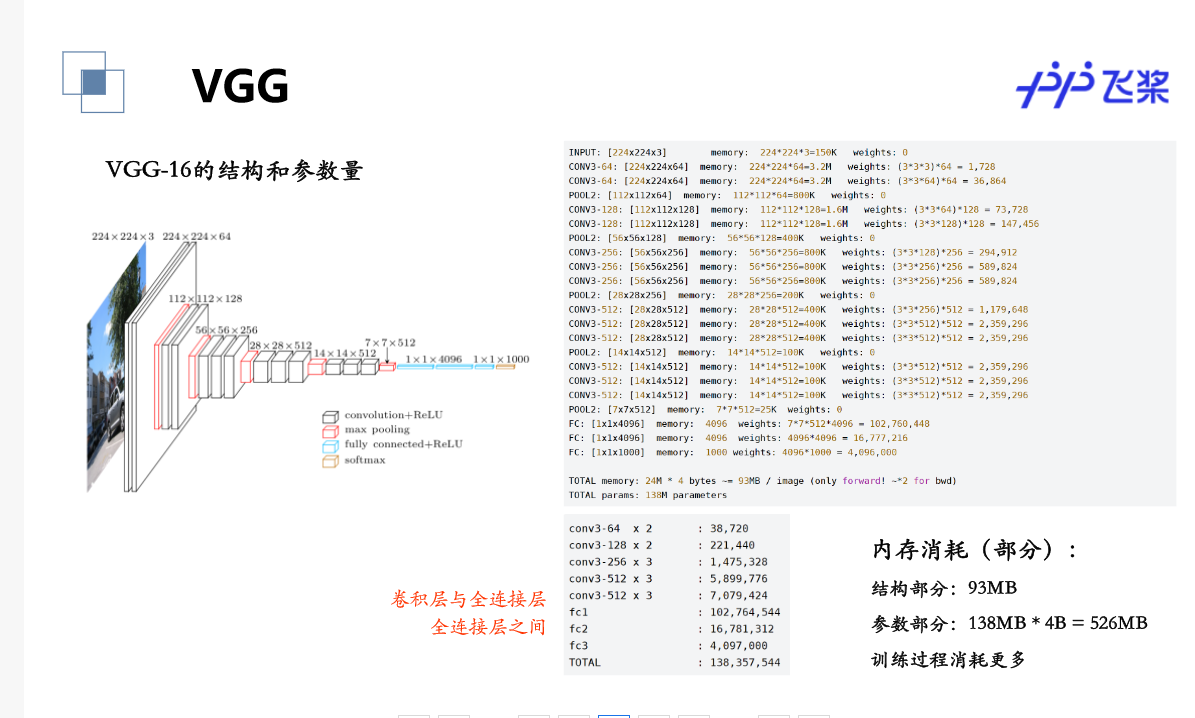 VGG
飞桨
VGG-16的结构和参数量
224×224×3 224×224×64
112×112×128
56×56×256
28×28×512
14×14×512
7×7×512
1×1×4096 1×1×1000
convolution+ReLU
max pooling
fully connected+ReLU
softmax
INPUT: [224x224x3] memory: 224*224*3=150K weights: 0
CONV3-64: [224x224x64] memory: 224*224*64=3.2M weights: (3*3*3)*64 = 1,728
CONV3-64: [224x224x64] memory: 224*224*64=3.2M weights: (3*3*64)*64 = 36,864
POOL2: [112x112x64] memory: 112*112*64=800K weights: 0
CONV3-128: [112x112x128] memory: 112*112*128=1.6M weights: (3*3*64)*128 = 73,728
CONV3-128: [112x112x128] memory: 112*112*128=1.6M weights: (3*3*128)*128 = 147,456
POOL2: [56x56x128] memory: 56*56*128=400K weights: 0
CONV3-256: [56x56x256] memory: 56*56*256=800K weights: (3*3*128)*256 = 294,912
CONV3-256: [56x56x256] memory: 56*56*256=800K weights: (3*3*256)*256 = 589,824
CONV3-256: [56x56x256] memory: 56*56*256=800K weights: (3*3*256)*256 = 589,824
POOL2: [28x28x256] memory: 28*28*256=200K weights: 0
CONV3-512: [28x28x512] memory: 28*28*512=400K weights: (3*3*256)*512 = 1,179,648
CONV3-512: [28x28x512] memory: 28*28*512=400K weights: (3*3*512)*512 = 2,359,296
CONV3-512: [28x28x512] memory: 28*28*512=400K weights: (3*3*512)*512 = 2,359,296
POOL2: [14x14x512] memory: 14*14*512=100K weights: 0
CONV3-512: [14x14x512] memory: 14*14*512=100K weights: (3*3*512)*512 = 2,359,296
CONV3-512: [14x14x512] memory: 14*14*512=100K weights: (3*3*512)*512 = 2,359,296
CONV3-512: [14x14x512] memory: 14*14*512=100K weights: (3*3*512)*512 = 2,359,296
POOL2: [7x7x512] memory: 7*7*512=25K weights: 0
FC: [1x1x4096] memory: 4096 weights: 7*7*512*4096 = 102,760,448
FC: [1x1x4096] memory: 4096 weights: 4096*4096 = 16,777,216
FC: [1x1x1000] memory: 1000 weights: 4096*1000 = 4,096,000
TOTAL memory: 24M * 4 bytes ~= 93MB / image (only forward! ~*2 for bwd)
TOTAL params: 138M parameters
conv3-64 x 2 : 38,720
conv3-128 x 2 : 221,440
conv3-256 x 3 : 1,475,328
conv3-512 x 3 : 5,899,776
conv3-512 x 3 : 7,079,424
fc1 : 102,764,544
fc2 : 16,781,312
fc3 : 4,097,000
TOTAL : 138,357,544
卷积层与全连接层
全连接层之间
内存消耗（部分）:
结构部分: 93MB
参数部分: 138MB * 4B = 526MB
训练过程消耗更多